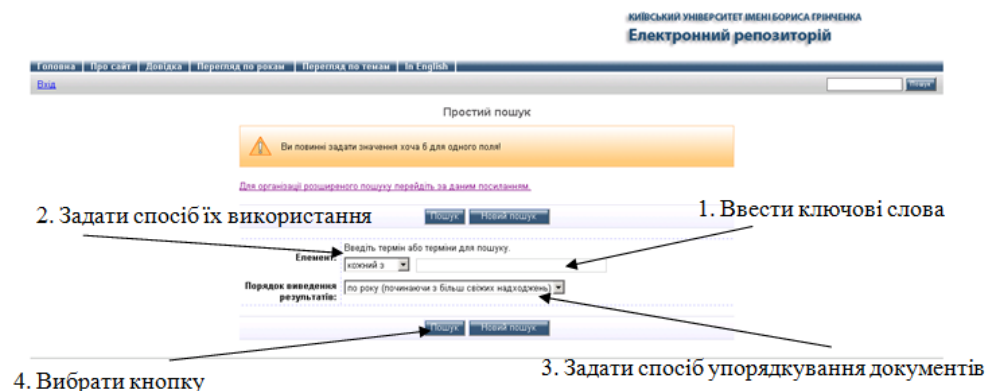 КИЇВСЬКИЙ УНІВЕРСИТЕТ ІМЕНІ БОРИСА ГРІНЧЕНКА
Електронний репозиторій
Головна | Про сайт | Довідка | Перегляд по рокам | Перегляд по темам | In English
Вхід Пошук
Простий пошук
Ви повинні задати значення хоча б для одного поля!
Для організації розширеного пошуку перейдіть за даним посиланням.
2. Задати спосіб їх використання
Пошук Новий пошук
1. Ввести ключові слова
Введіть термін або терміни для пошуку.
Елемент: кожний з
Порядок виведення результатів: по року (починаючи з більш свіжих надходжень)
Пошук Новий пошук
3. Задати спосіб упорядкування документів
4. Вибрати кнопку